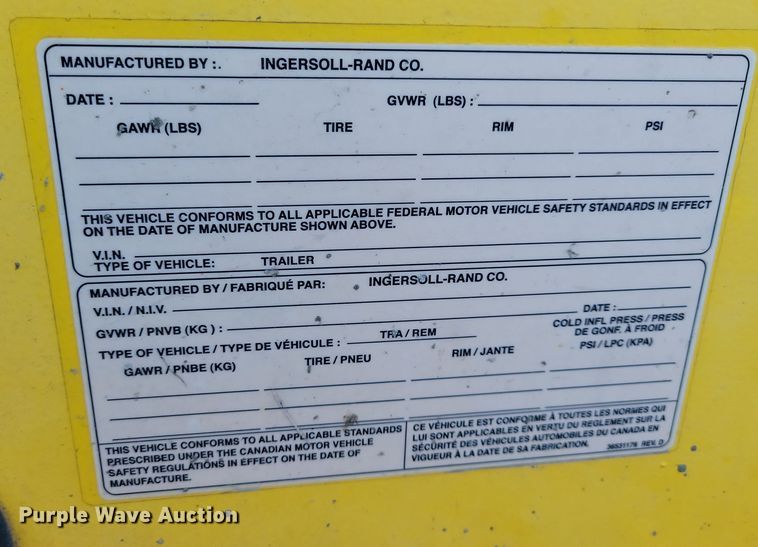 MANUFACTURED BY :. INGERSOLL-RAND CO.
DATE : GVWR (LBS) :
GAWR (LBS) TIRE RIM PSI
THIS VEHICLE CONFORMS TO ALL APPLICABLE FEDERAL MOTOR VEHICLE SAFETY STANDARDS IN EFFECT
ON THE DATE OF MANUFACTURE SHOWN ABOVE.
V.I.N.
TYPE OF VEHICLE: TRAILER
MANUFACTURED BY / FABRIQUÉ PAR: INGERSOLL-RAND CO.
V.I.N. / N.I.V.
DATE :
GVWR / PNVB (KG) :
TYPE OF VEHICLE / TYPE DE VÉHICULE : TRA / REM
COLD INFL PRESS / PRESS
DE GONF. À FROID
GAWR / PNBE (KG) TIRE / PNEU RIM / JANTE PSI / LPC (KPA)
THIS VEHICLE CONFORMS TO ALL APPLICABLE STANDARDS
PRESCRIBED UNDER THE CANADIAN MOTOR VEHICLE
SAFETY REGULATIONS IN EFFECT ON THE DATE OF
MANUFACTURE.
CE VÉHICULE EST CONFORME À TOUTES LES NORMES QUI
LUI SONT APPLICABLES EN VERTU DU REGLEMENT SUR LA
SÉCURITÉ DES VÉHICULES AUTOMOBILES DU CANADA EN
VIGUEUR À LA DATE DE SA FABRICATION.
36531178 REV. D
Purple Wave Auction